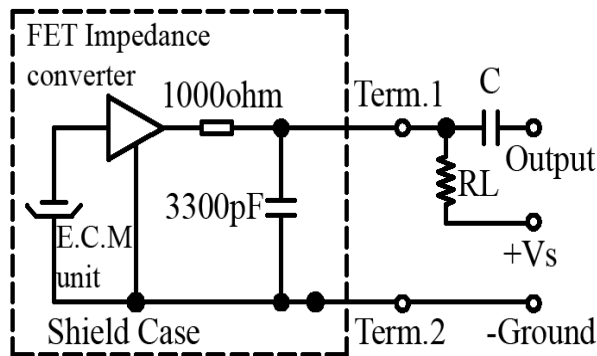 FET Impedance
converter
1000ohm
Term.1
C
Output
RL
3300pF
+Vs
E.C.M
unit
Shield Case
Term.2
-Ground